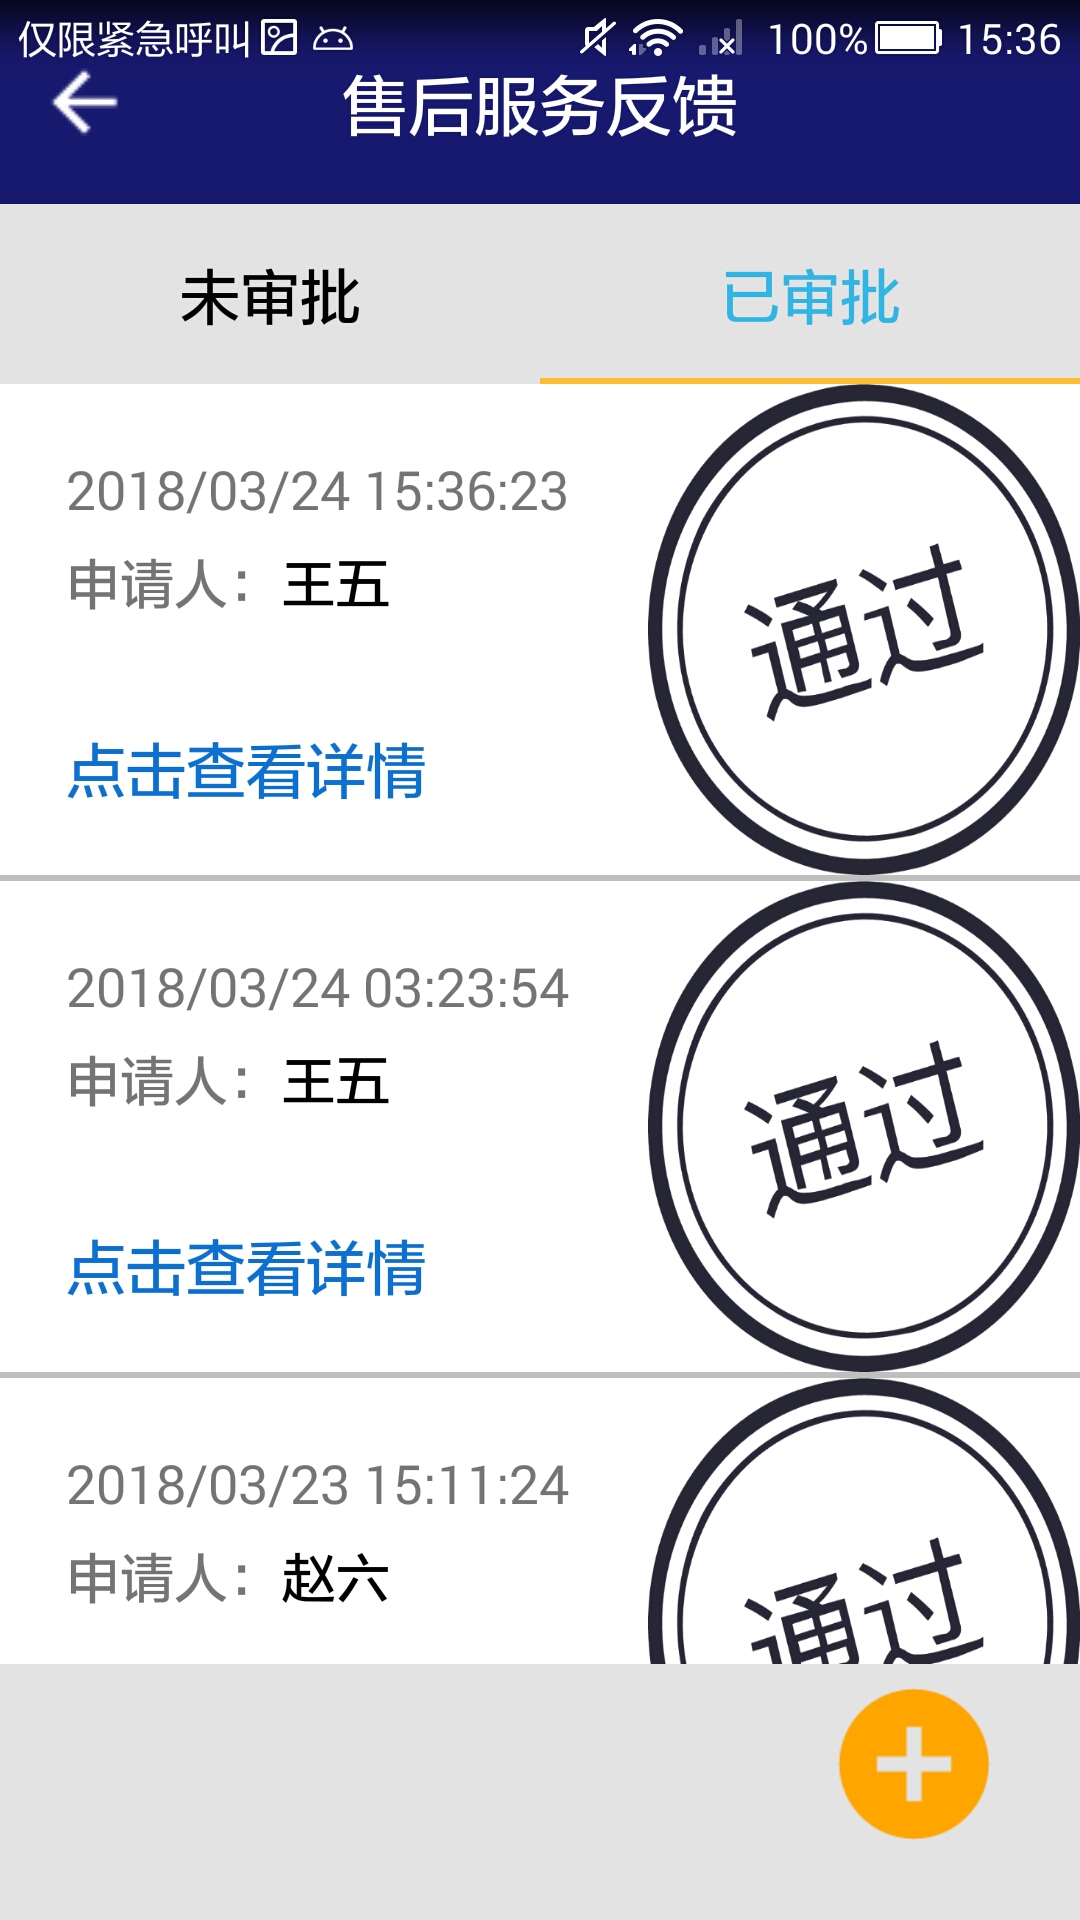 仅限紧急呼叫 100% 15:36
售后服务反馈
未审批 已审批
2018/03/24 15:36:23
申请人：王五
通过
点击查看详情
2018/03/24 03:23:54
申请人：王五
通过
点击查看详情
2018/03/23 15:11:24
申请人：赵六
通过